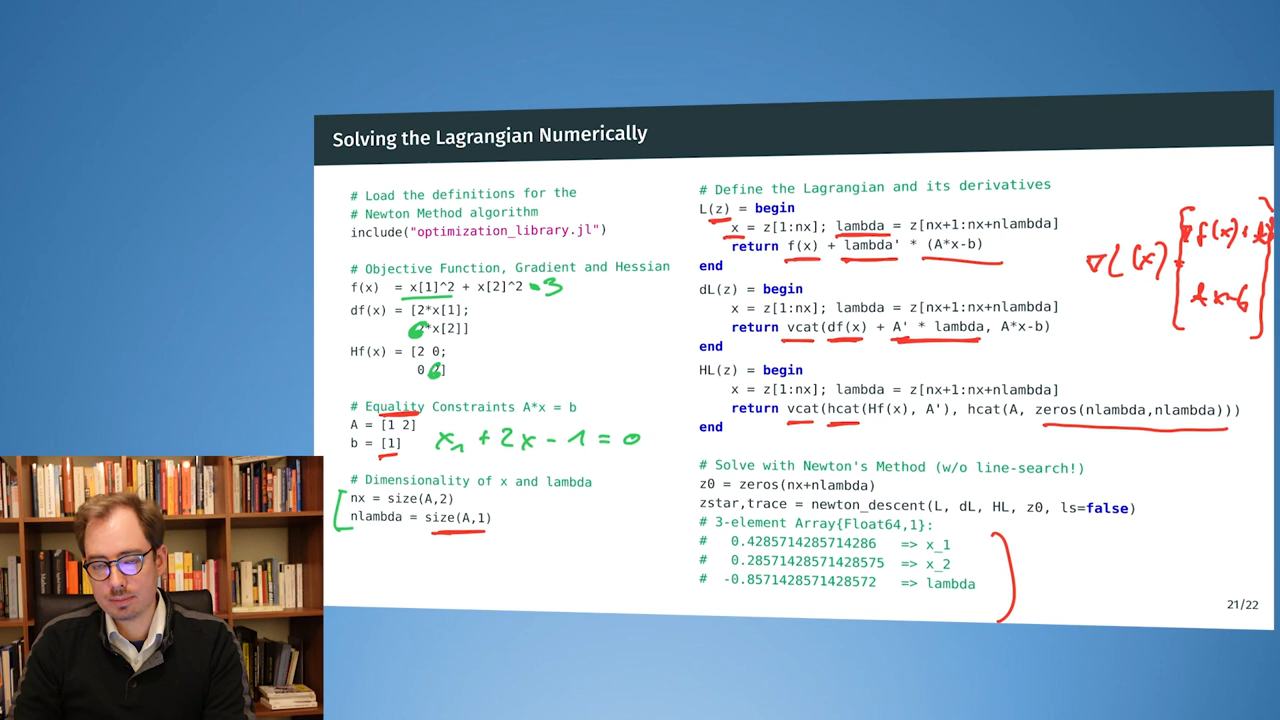 Solving the Lagrangian Numerically
# Load the definitions for the
# Newton Method algorithm
include("optimization_library.jl")
# Objective Function, Gradient and Hessian
f(x) = x[1]^2 + x[2]^2 · 3
df(x) = [2*x[1];
*x[2]]
Hf(x) = [2 0;
0 ]
# Equality Constraints A*x = b
A = [1 2]
b = [1]
x₁ + 2x - 1 = 0
# Dimensionality of x and lambda
nx = size(A,2)
nlambda = size(A,1)
# Define the Lagrangian and its derivatives
L(z) = begin
x = z[1:nx]; lambda = z[nx+1:nx+nlambda]
return f(x) + lambda' * (A*x-b)
end
dL(z) = begin
x = z[1:nx]; lambda = z[nx+1:nx+nlambda]
return vcat(df(x) + A' * lambda, A*x-b)
end
HL(z) = begin
x = z[1:nx]; lambda = z[nx+1:nx+nlambda]
return vcat(hcat(Hf(x), A'), hcat(A, zeros(nlambda,nlambda)))
end
∇L(x) =
∇f(x) +
Ax-b
# Solve with Newton's Method (w/o line-search!)
z0 = zeros(nx+nlambda)
zstar,trace = newton_descent(L, dL, HL, z0, ls=false)
# 3-element Array{Float64,1}:
# 0.4285714285714286 => x_1
# 0.2857142857142857​5 => x_2
# -0.8571428571428572 => lambda
21/22